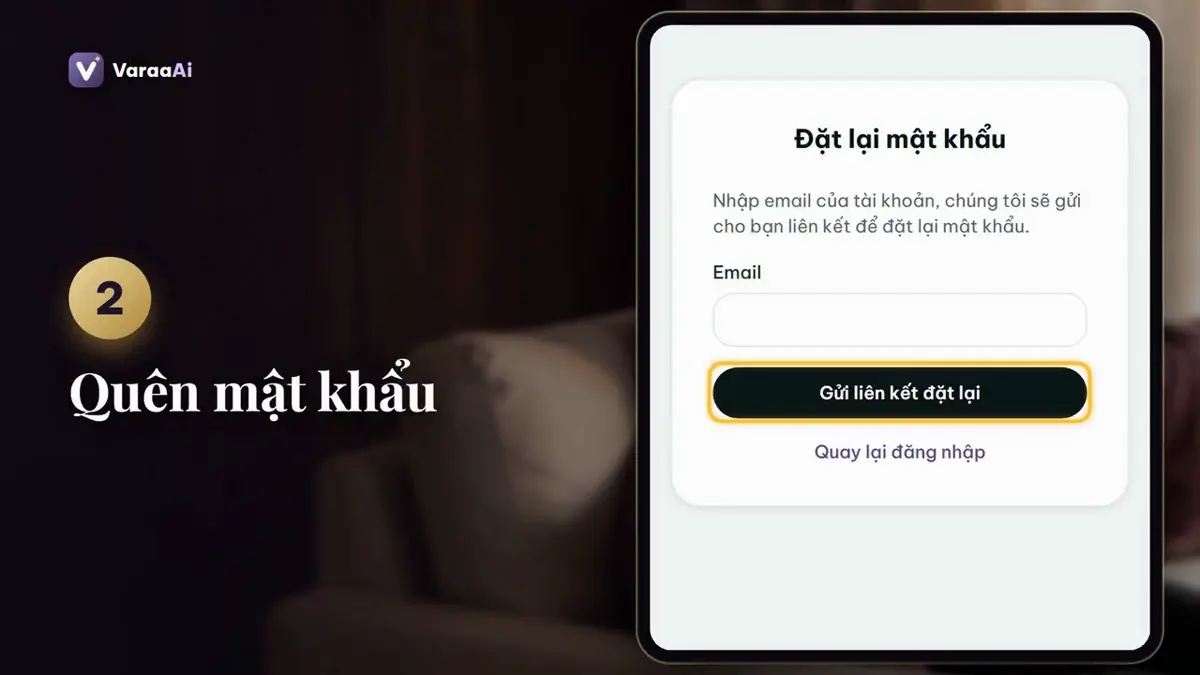 VaraaAi
2
Quên mật khẩu
Đặt lại mật khẩu
Nhập email của tài khoản, chúng tôi sẽ gửi
cho bạn liên kết để đặt lại mật khẩu.
Email
Gửi liên kết đặt lại
Quay lại đăng nhập